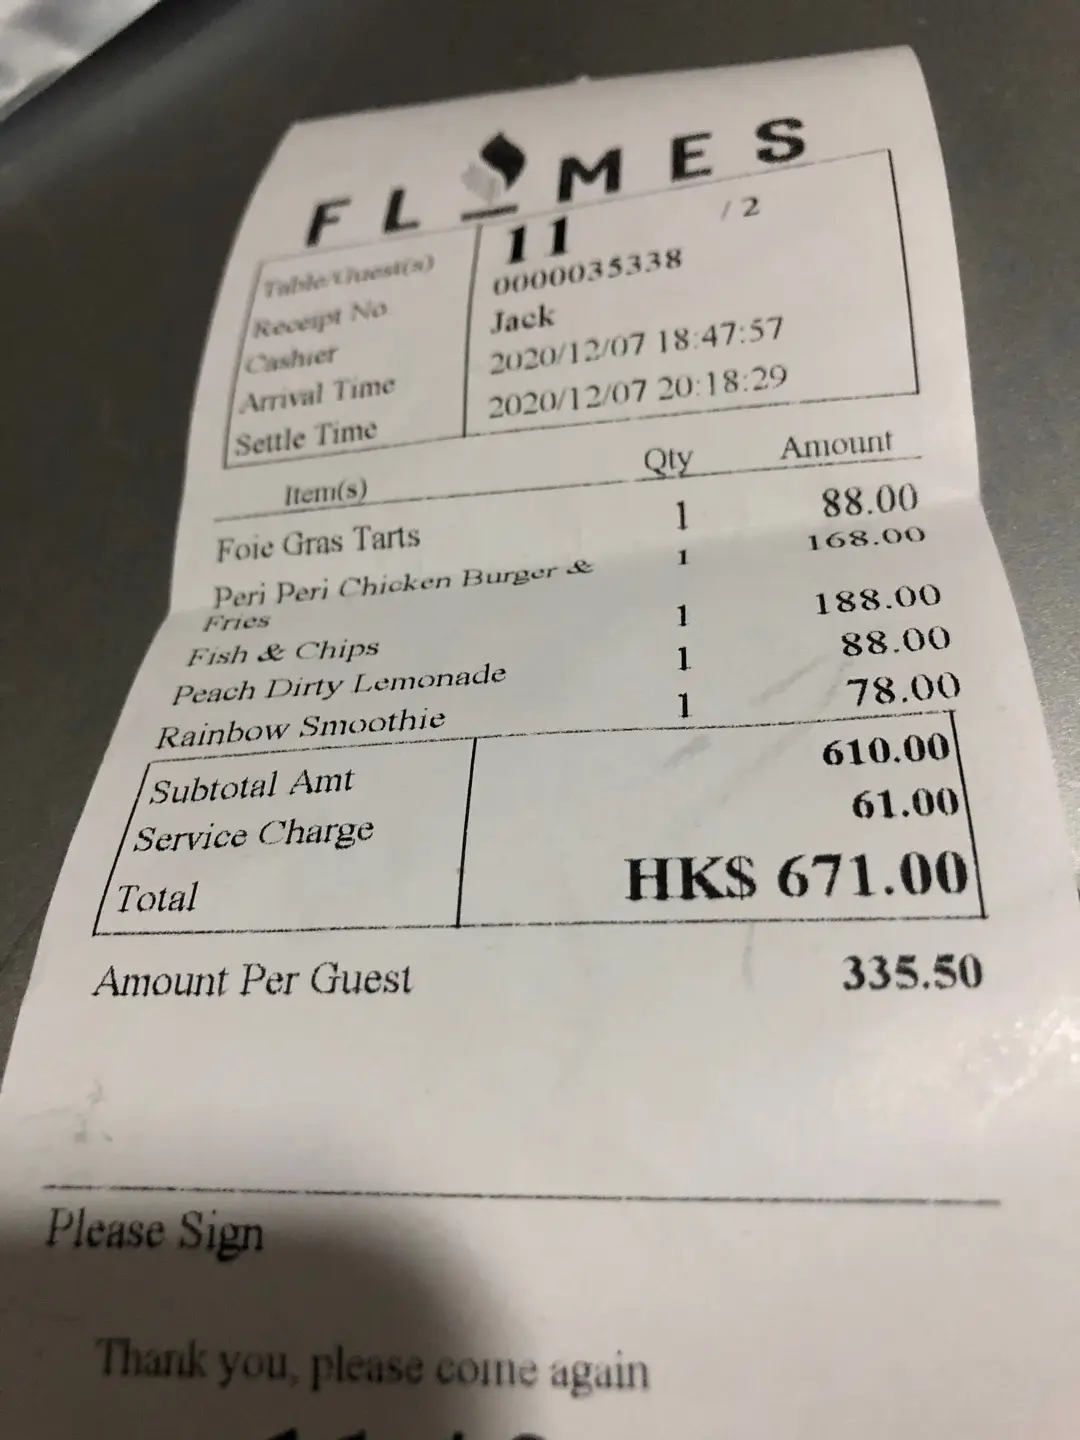 FLAMES
Table/Guest(s) 11 / 2
Receipt No 0000035338
Cashier Jack
Arrival Time 2020/12/07 18:47:57
Settle Time 2020/12/07 20:18:29
Item(s) Qty Amount
Foie Gras Tarts 1 88.00
Peri Peri Chicken Burger & 1 168.00
Fries
Fish & Chips 1 188.00
Peach Dirty Lemonade 1 88.00
Rainbow Smoothie 1 78.00
Subtotal Amt 610.00
Service Charge 61.00
Total HK$ 671.00
Amount Per Guest 335.50
Please Sign
Thank you, please come again